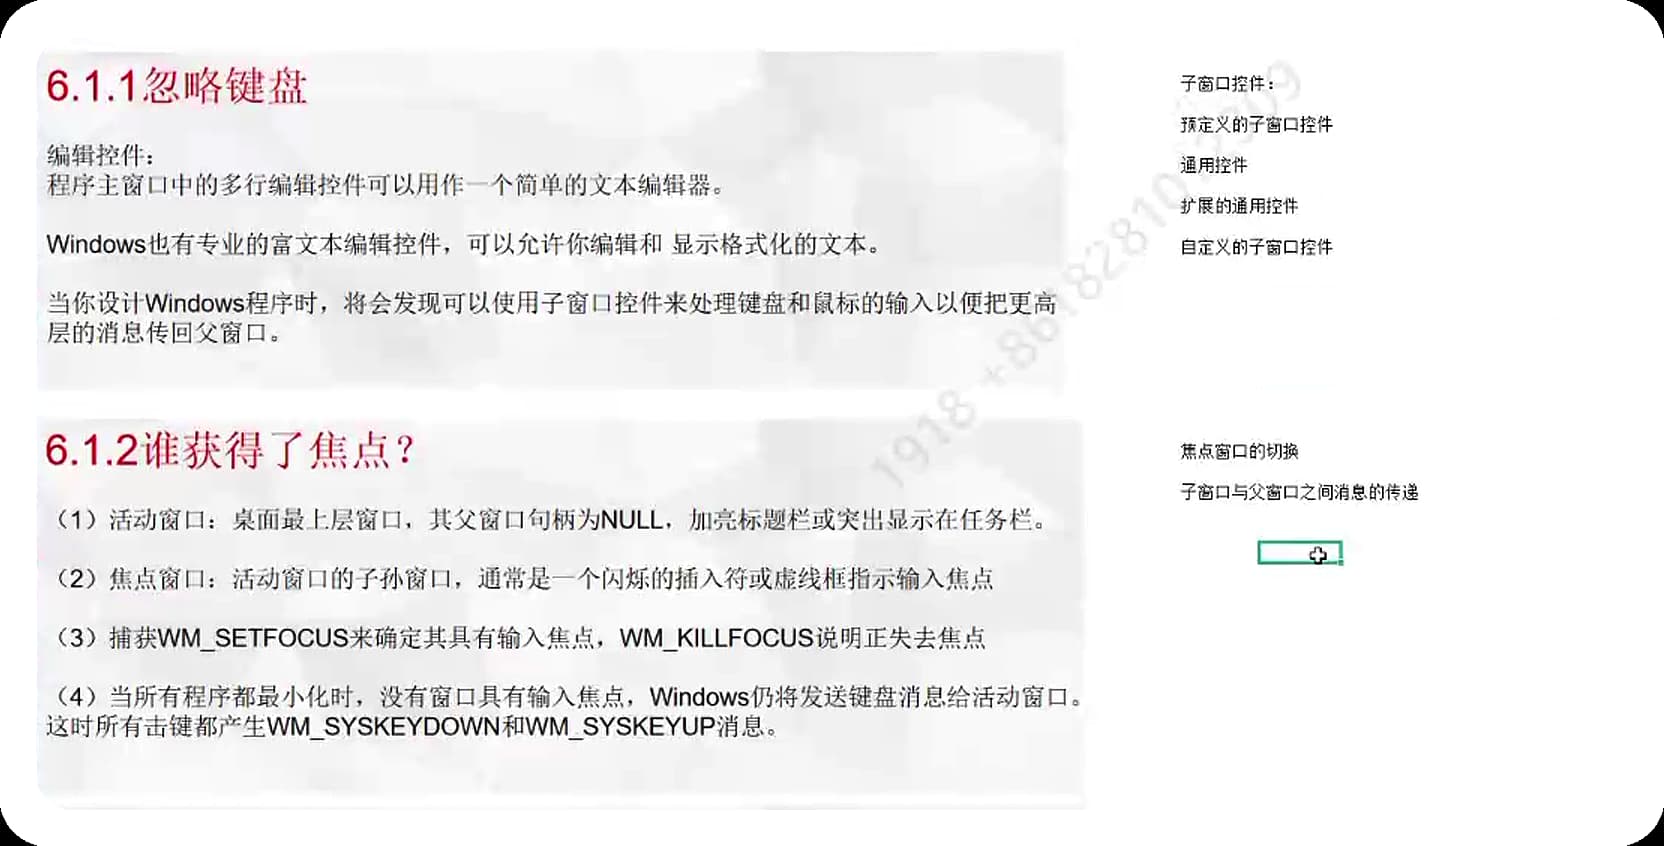 6.1.1忽略键盘
编辑控件：
程序主窗口中的多行编辑控件可以用作一个简单的文本编辑器。
Windows也有专业的富文本编辑控件，可以允许你编辑和 显示格式化的文本。
当你设计Windows程序时，将会发现可以使用子窗口控件来处理键盘和鼠标的输入以便把更高
层的消息传回父窗口。
子窗口控件：
预定义的子窗口控件
通用控件
扩展的通用控件
自定义的子窗口控件
6.1.2谁获得了焦点？
（1）活动窗口：桌面最上层窗口，其父窗口句柄为NULL，加亮标题栏或突出显示在任务栏。
（2）焦点窗口：活动窗口的子孙窗口，通常是一个闪烁的插入符或虚线框指示输入焦点
（3）捕获WM_SETFOCUS来确定其具有输入焦点，WM_KILLFOCUS说明正失去焦点
（4）当所有程序都最小化时，没有窗口具有输入焦点，Windows仍将发送键盘消息给活动窗口。
这时所有击键都产生WM_SYSKEYDOWN和WM_SYSKEYUP消息。
焦点窗口的切换
子窗口与父窗口之间消息的传递